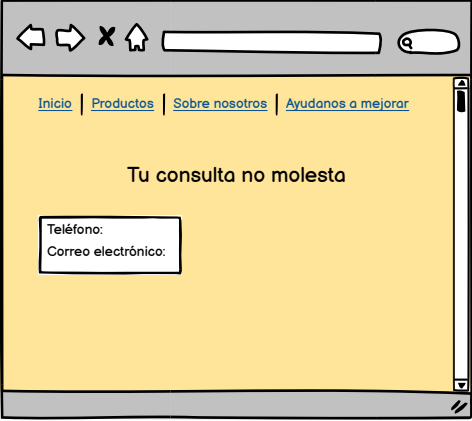 Inicio | Productos | Sobre nosotros | Ayudanos a mejorar
Tu consulta no molesta
Teléfono:
Correo electrónico: